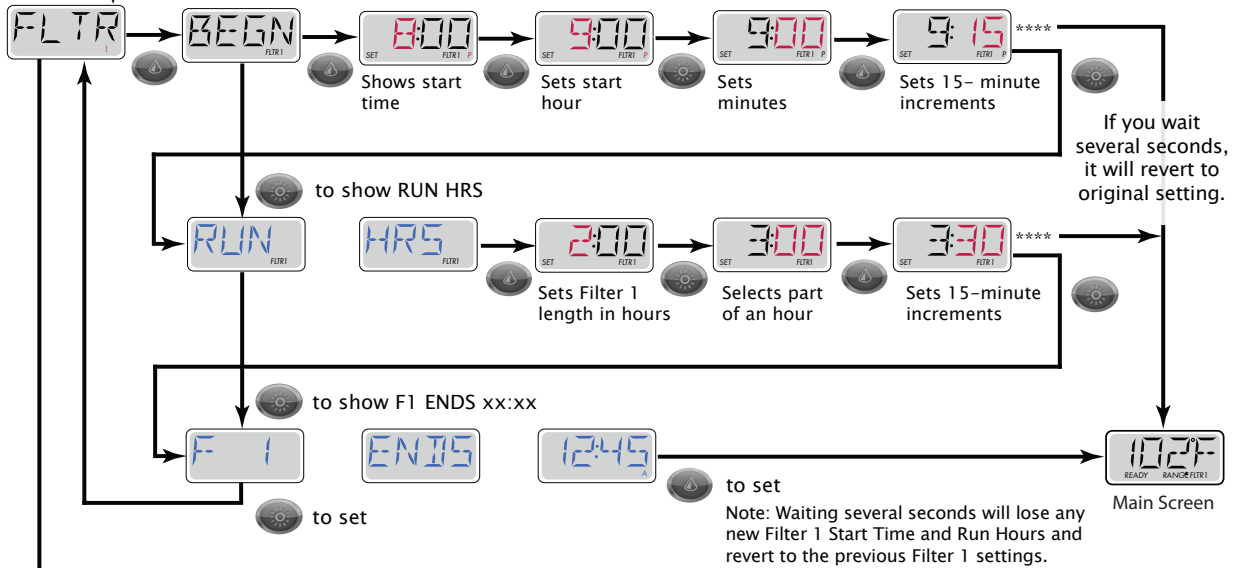 FLTR
1
BEGN
FLTR1
8:00
SET FLTR1 P
Shows start
time
9:00
SET FLTR1 P
Sets start
hour
9:00
SET FLTR1 P
Sets
minutes
9:15 ****
SET FLTR1 P
Sets 15- minute
increments
If you wait
several seconds,
it will revert to
original setting.
to show RUN HRS
RUN
FLTR1
HRS
FLTR1
2:00
SET FLTR1
Sets Filter 1
length in hours
3:00
SET FLTR1
Selects part
of an hour
3:30 ****
SET FLTR1
Sets 15-minute
increments
to show F1 ENDS xx:xx
F 1
ENDS
12:45
A
to set
to set
Note: Waiting several seconds will lose any
new Filter 1 Start Time and Run Hours and
revert to the previous Filter 1 settings.
102°F
READY RANGE FLTR1
Main Screen